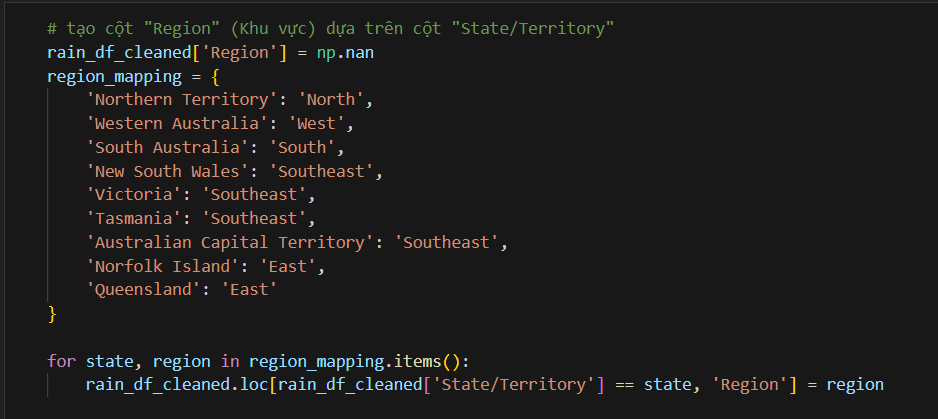 # tạo cột "Region" (Khu vực) dựa trên cột "State/Territory"
rain_df_cleaned['Region'] = np.nan
region_mapping = {
    'Northern Territory': 'North',
    'Western Australia': 'West',
    'South Australia': 'South',
    'New South Wales': 'Southeast',
    'Victoria': 'Southeast',
    'Tasmania': 'Southeast',
    'Australian Capital Territory': 'Southeast',
    'Norfolk Island': 'East',
    'Queensland': 'East'
}
for state, region in region_mapping.items():
    rain_df_cleaned.loc[rain_df_cleaned['State/Territory'] == state, 'Region'] = region